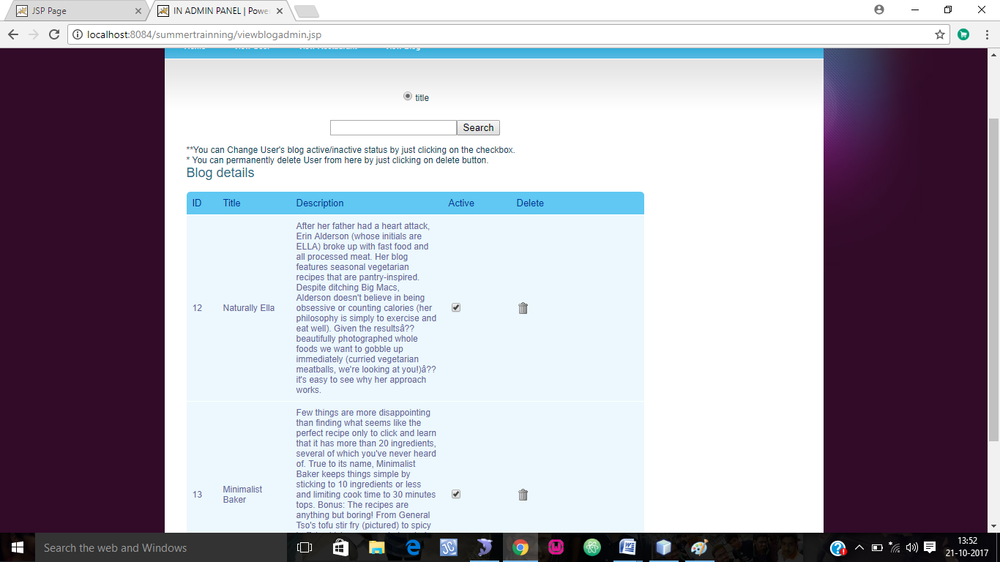 JSP Page
IN ADMIN PANEL | Powe
localhost:8084/summertrainning/viewblogadmin.jsp
title
Search
**You can Change User's blog active/inactive status by just clicking on the checkbox.
* You can permanently delete User from here by just clicking on delete button.
Blog details
ID Title Description Active Delete
After her father had a heart attack,
Erin Alderson (whose initials are
ELLA) broke up with fast food and
all processed meat. Her blog
features seasonal vegetarian
recipes that are pantry-inspired.
Despite ditching Big Macs,
Alderson doesn't believe in being
12 Naturally Ella obsessive or counting calories (her
philosophy is simply to exercise and
eat well). Given the resultsâ??
beautifully photographed whole
foods we want to gobble up
immediately (curried vegetarian
meatballs, we're looking at you!)â??
it's easy to see why her approach
works.
Few things are more disappointing
than finding what seems like the
perfect recipe only to click and learn
that it has more than 20 ingredients,
several of which you've never heard
of. True to its name, Minimalist
Baker keeps things simple by
sticking to 10 ingredients or less
13 Minimalist Baker and limiting cook time to 30 minutes
tops. Bonus: The recipes are
anything but boring! From General
Tso's tofu stir fry (pictured) to spicy
Search the web and Windows
13:52
21-10-2017